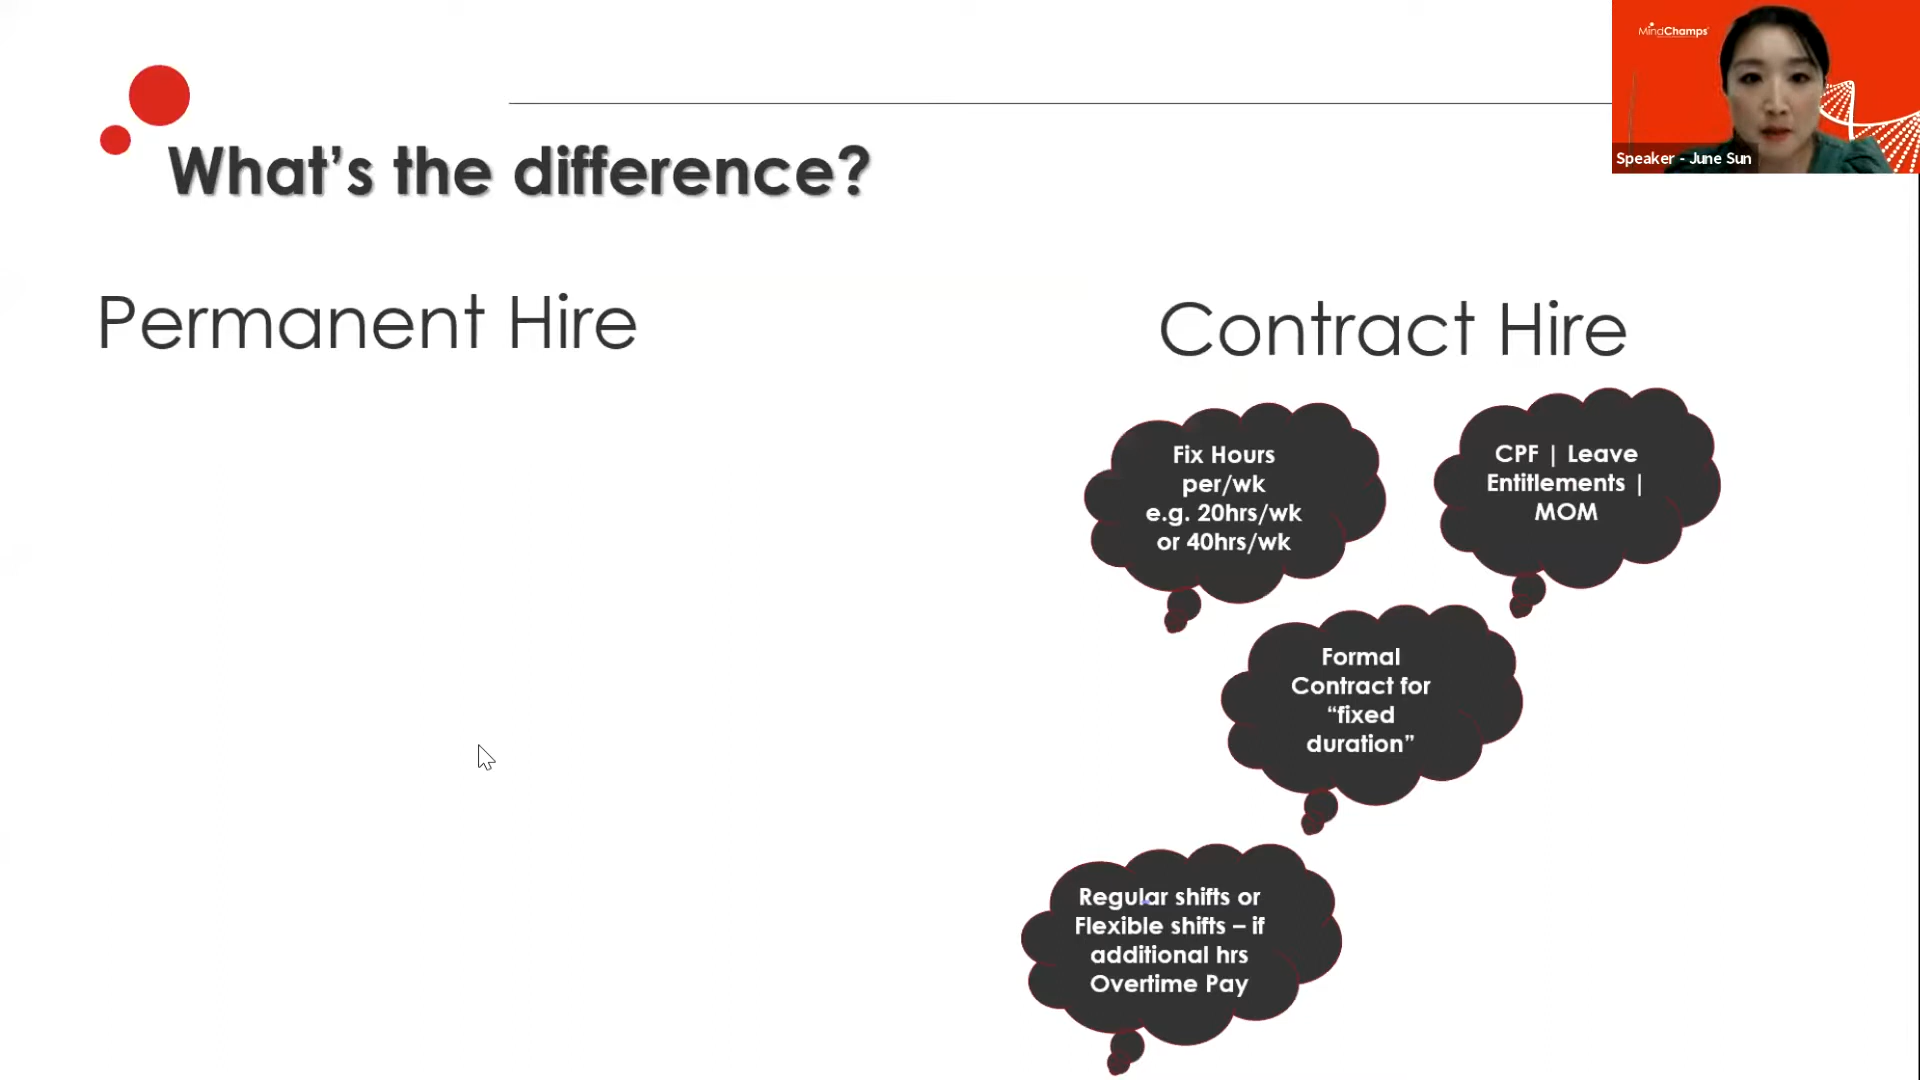 MindChamps
Speaker - June Sun
What's the difference?
Permanent Hire
Contract Hire
Fix Hours
per/wk
e.g. 20hrs/wk
or 40hrs/wk
CPF | Leave
Entitlements |
MOM
Formal
Contract for
“fixed
duration”
Regular shifts or
Flexible shifts – if
additional hrs
Overtime Pay